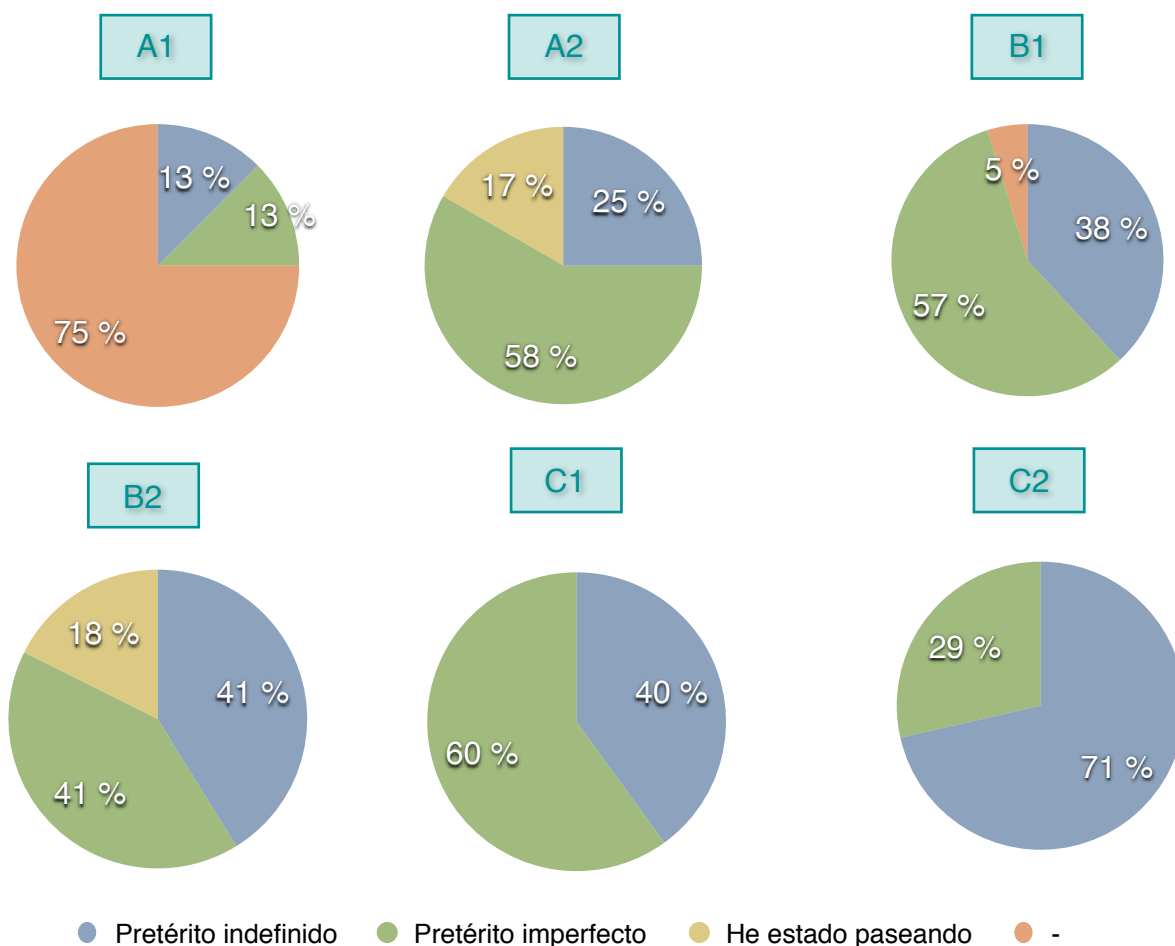 A1
A2
B1
13 %
13 %
75 %
17 %
25 %
58 %
5 %
38 %
57 %
B2
C1
C2
18 %
41 %
41 %
40 %
60 %
29 %
71 %
Pretérito indefinido
Pretérito imperfecto
He estado paseando
-